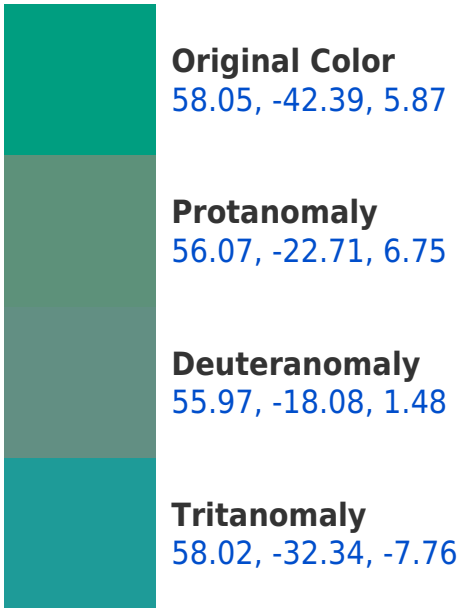 Original Color
58.05, -42.39, 5.87
Protanomaly
56.07, -22.71, 6.75
Deuteranomaly
55.97, -18.08, 1.48
Tritanomaly
58.02, -32.34, -7.76